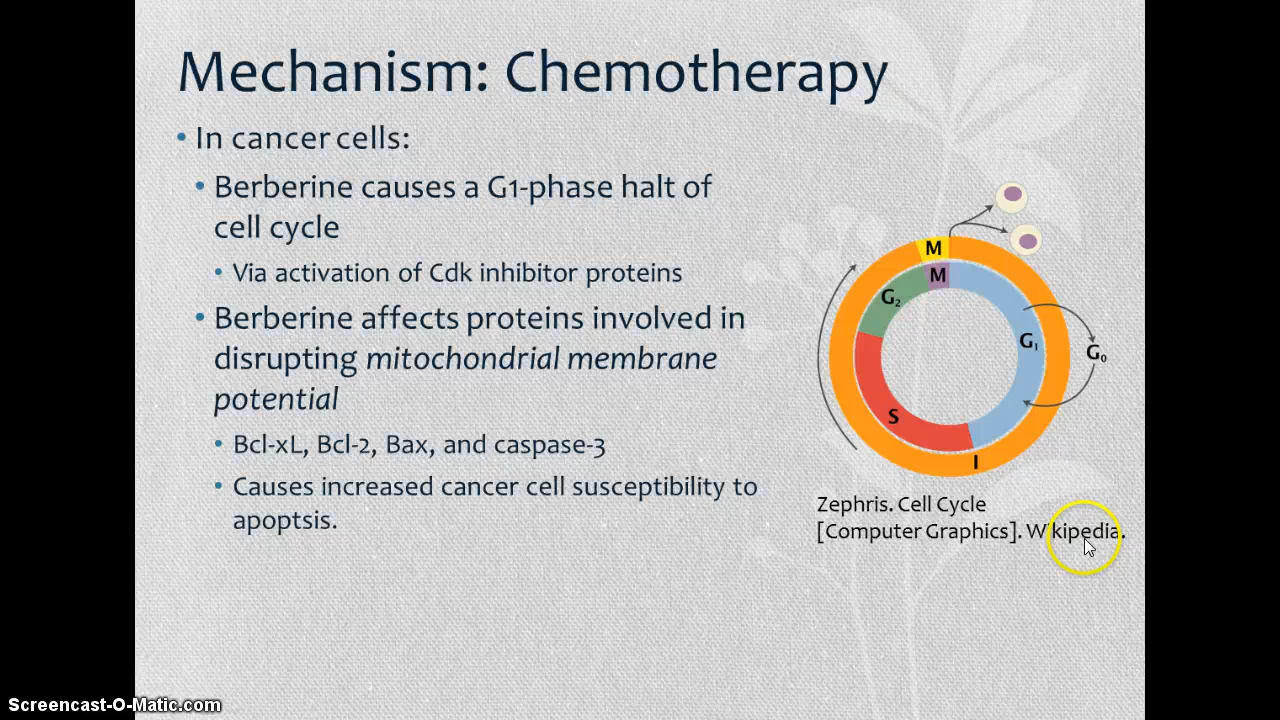 Mechanism: Chemotherapy
• In cancer cells:
• Berberine causes a G1-phase halt of
cell cycle
• Via activation of Cdk inhibitor proteins
• Berberine affects proteins involved in
disrupting mitochondrial membrane
potential
• Bcl-xL, Bcl-2, Bax, and caspase-3
• Causes increased cancer cell susceptibility to
apoptsis.
M
M
G₂
G₁
G₀
S
I
Zephris. Cell Cycle
[Computer Graphics]. Wikipedia.
Screencast-O-Matic.com